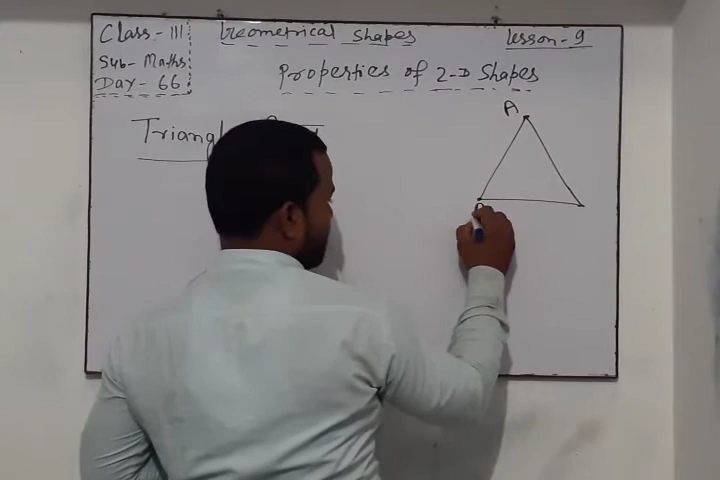 Class - III
Geometrical Shapes
Lesson - 9
Sub - Maths
Day - 66
Properties of 2-D Shapes
A